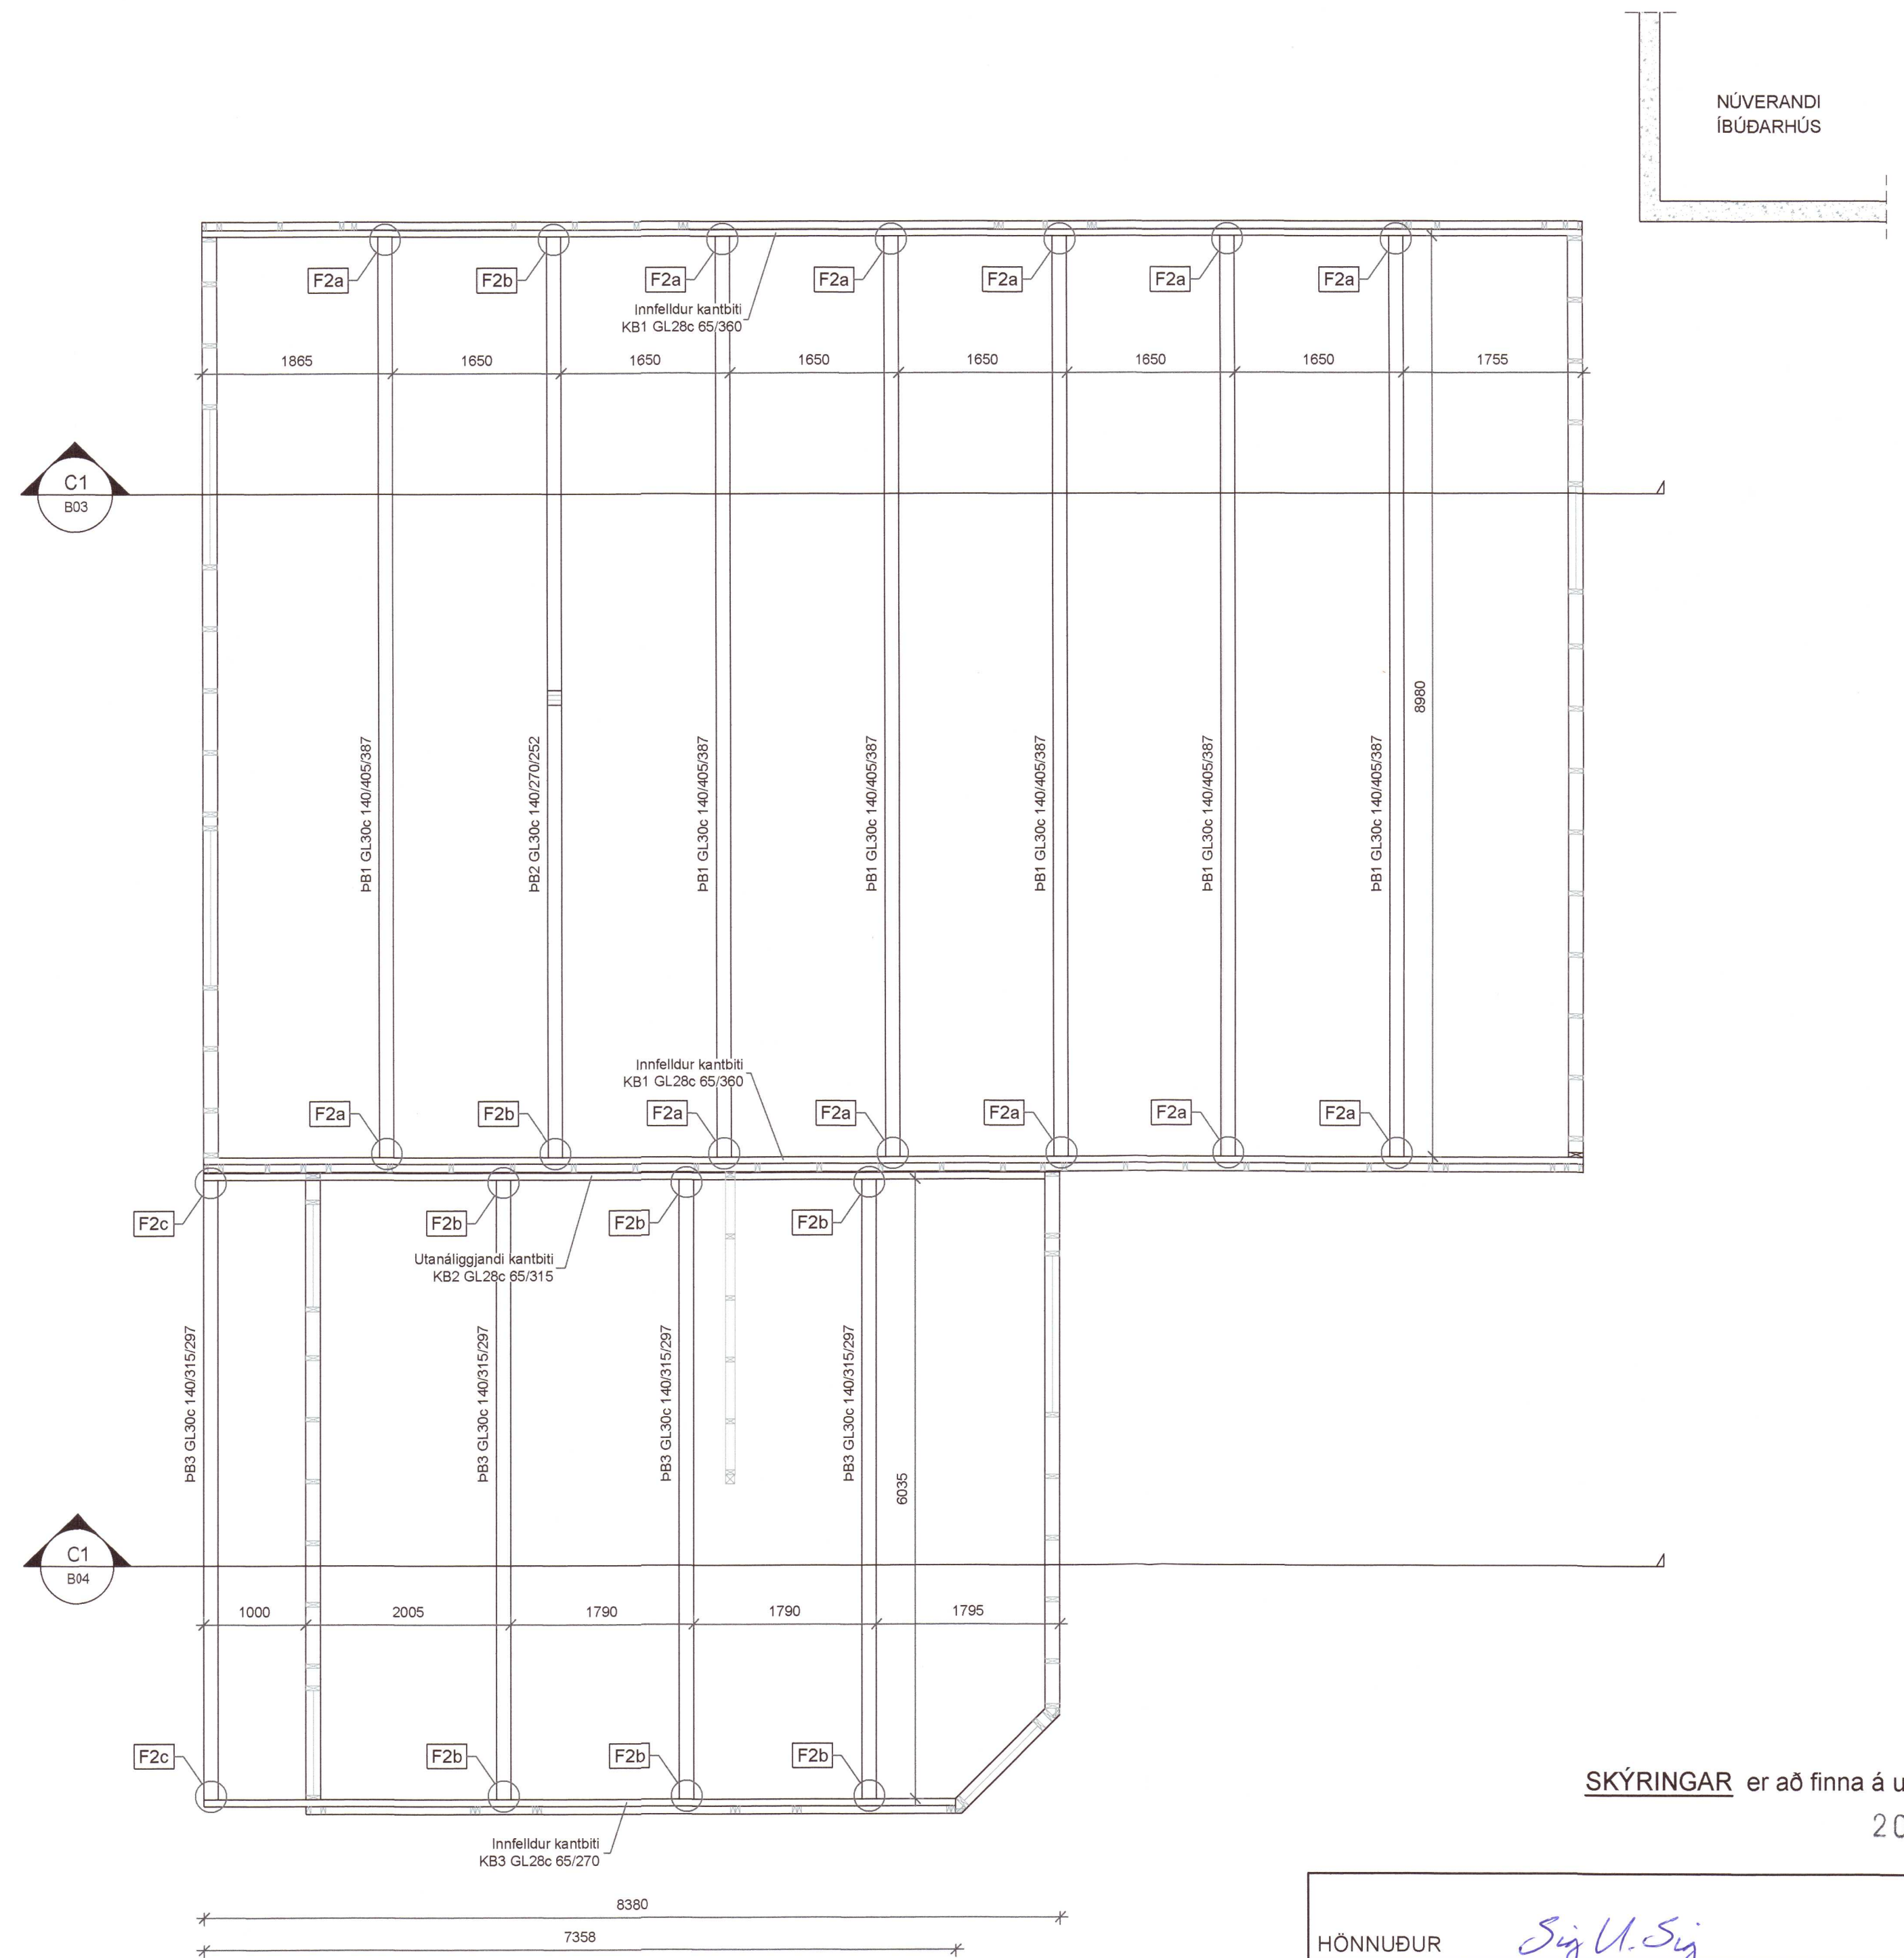 NÚVERANDI
ÍBÚÐARHÚS
F2a
F2b
F2a
F2a
F2a
F2a
F2a
Innfelldur kantbiti
KB1 GL28c 65/360
1865
1650
1650
1650
1650
1650
1650
1755
C1
B03
8980
ÞB1 GL30c 140/405/387
ÞB2 GL30c 140/270/252
ÞB1 GL30c 140/405/387
ÞB1 GL30c 140/405/387
ÞB1 GL30c 140/405/387
ÞB1 GL30c 140/405/387
ÞB1 GL30c 140/405/387
Innfelldur kantbiti
KB1 GL28c 65/360
F2a
F2b
F2a
F2a
F2a
F2a
F2a
F2c
F2b
F2b
F2b
Utanáliggjandi kantbiti
KB2 GL28c 65/315
ÞB3 GL30c 140/315/297
ÞB3 GL30c 140/315/297
ÞB3 GL30c 140/315/297
ÞB3 GL30c 140/315/297
6035
C1
B04
1000
2005
1790
1790
1795
F2c
F2b
F2b
F2b
SKÝRINGAR er að finna á u
20
Innfelldur kantbiti
KB3 GL28c 65/270
8380
7358
HÖNNUÐUR Sig U. Sig